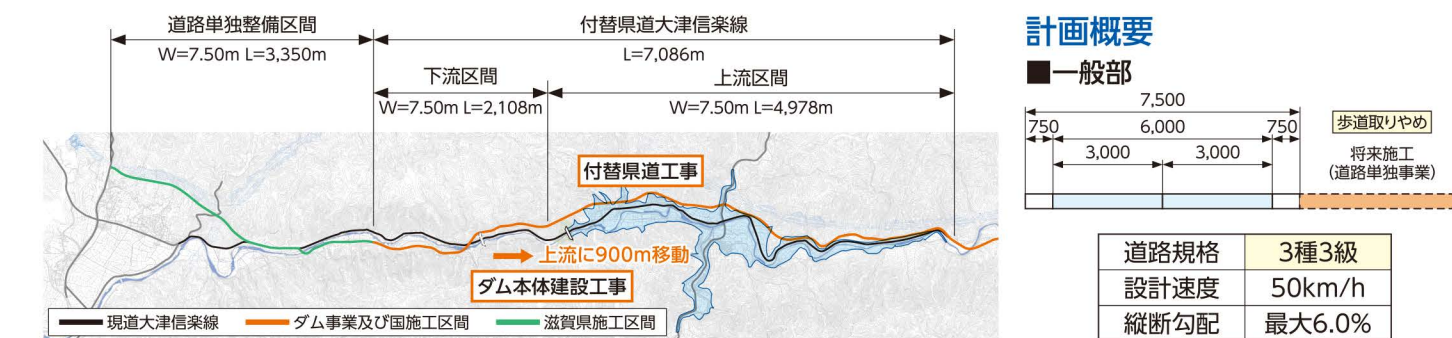 道路単独整備区間
W=7.50m L=3,350m
付替県道大津信楽線
L=7,086m
下流区間
W=7.50m L=2,108m
上流区間
W=7.50m L=4,978m
付替県道工事
上流に900m移動
ダム本体建設工事
現道大津信楽線
ダム事業及び国施工区間
滋賀県施工区間
計画概要
■一般部
7,500
750 6,000 750
3,000 3,000
歩道取りやめ
将来施工
(道路単独事業)
道路規格 3種3級
設計速度 50km/h
縦断勾配 最大6.0%